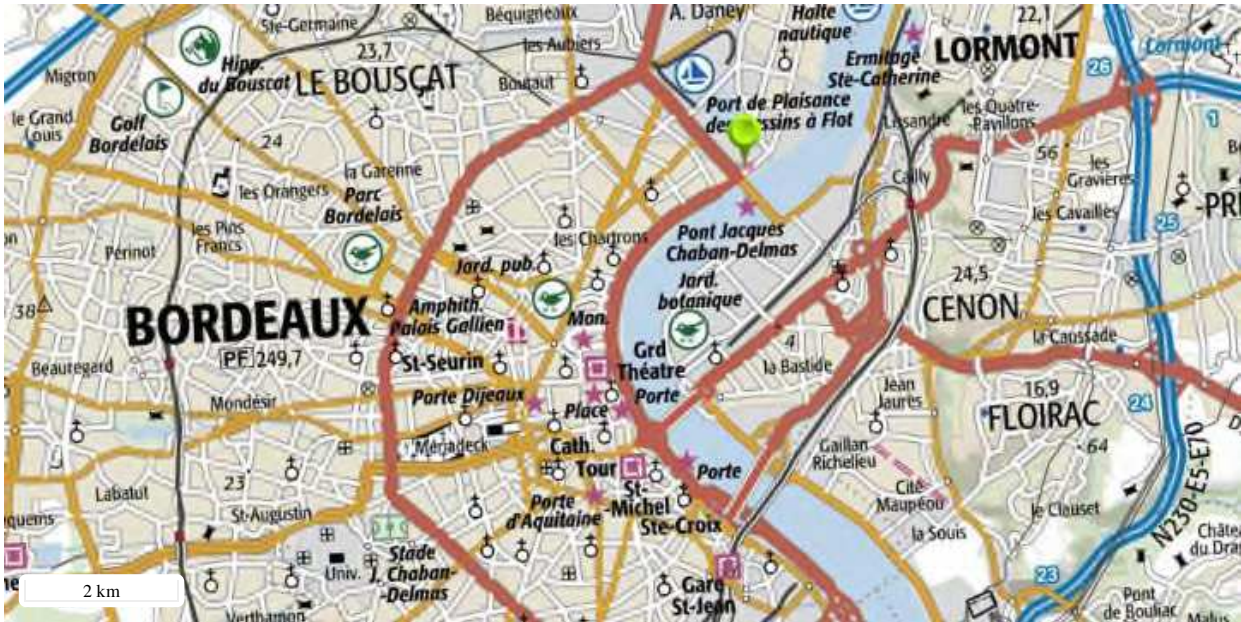 Ste-Germaine
Béquigneaux
A. Daney
Halte
nautique
22,1
23,7
les Aubiers
Ermitage
Ste-Catherine
LORMONT
Lormont
26
Migron
Hipp.
du Bouscat
LE BOUSCAT
Boutaut
Port de Plaisance
des Bassins à Flot
Lissandre
les Quatre-
-Pavillons
1
le Grand
Louis
Golf
Bordelais
24
la Garenne
56
les
Gravières
les Orangers
Parc
Bordelais
Cailly
les Cavailles
25
les Pins
Francs
les Chartrons
Pont Jacques
Chaban-Delmas
Périnot
Jard. pub.
Jard.
botanique
24,5
38
BORDEAUX
Amphith.
Palais Gallien
Mon.
CENON
la Caussade
PF 249,7
St-Seurin
Grd
Théatre
4
la Bastide
Beauregard
Mondésir
Porte Dijeaux
Place
Porte
Jean
Jaurès
16,9
FLOIRAC
24
Mériadeck
Cath.
Tour
Porte
Gaillan
Richelieu
64
Labatut
23
St-Augustin
Porte
d'Aquitaine
St-
-Michel
Ste-Croix
Cité
Maupéou
le Clauset
la Souis
N230-E5-E70
Univ.
Stade
J. Chaban-
-Delmas
Gare
St-Jean
23
Château
du Dra
2 km
Verthamon
Pont
de Bouliac
Malus